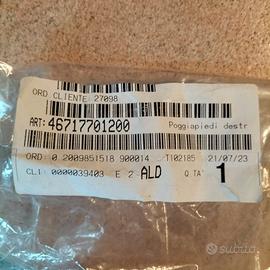 ORD.CLIENTE: 27098
ART: 46717701200
Poggiapiedi destr
ORD: 0 2009851518 900014 T102185 21/07/23
CLI: 0000039403 E 2 ALD Q.TA' 1
subito